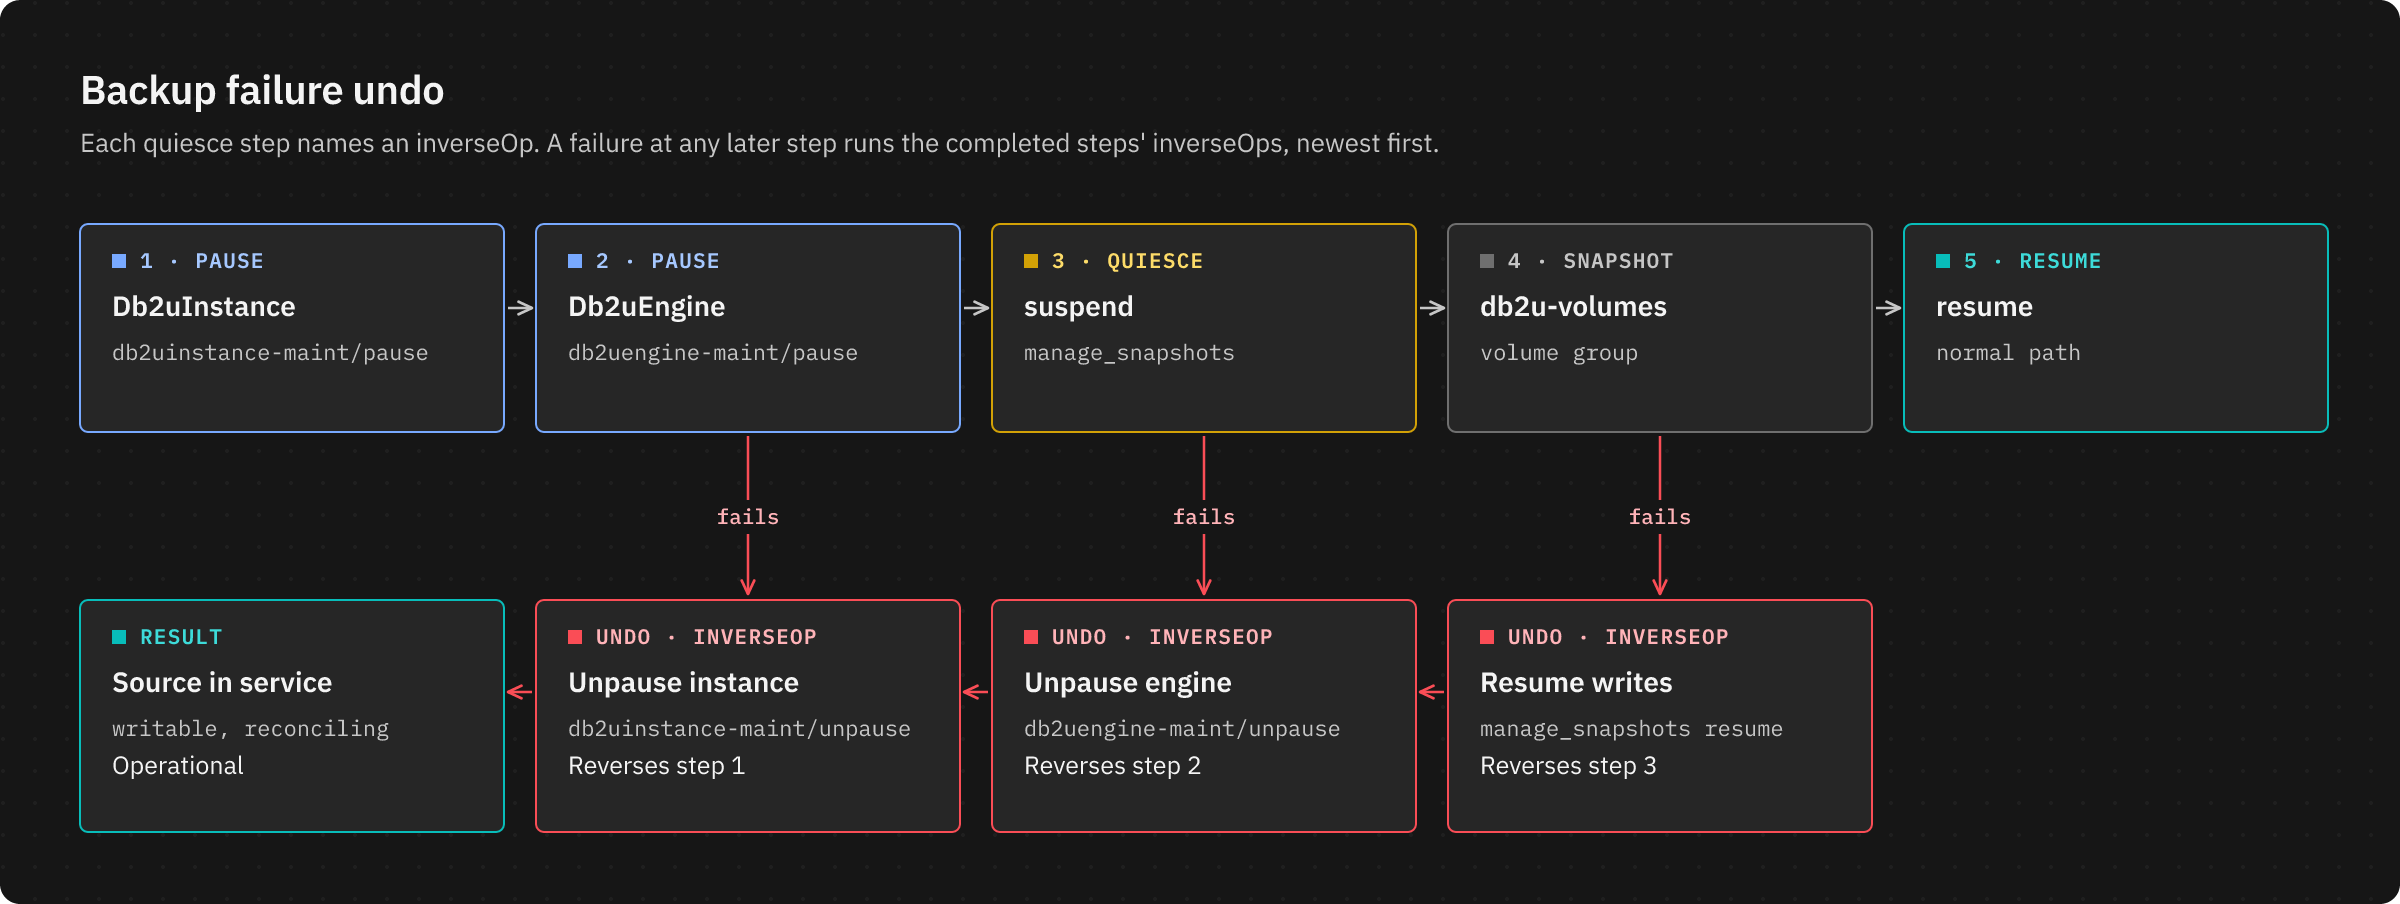 Backup failure undo
Each quiesce step names an inverseOp. A failure at any later step runs the completed steps' inverseOps, newest first.
1 · PAUSE
Db2uInstance
db2uinstance-maint/pause
2 · PAUSE
Db2uEngine
db2uengine-maint/pause
3 · QUIESCE
suspend
manage_snapshots
4 · SNAPSHOT
db2u-volumes
volume group
5 · RESUME
resume
normal path
fails
fails
fails
RESULT
Source in service
writable, reconciling
Operational
UNDO · INVERSEOP
Unpause instance
db2uinstance-maint/unpause
Reverses step 1
UNDO · INVERSEOP
Unpause engine
db2uengine-maint/unpause
Reverses step 2
UNDO · INVERSEOP
Resume writes
manage_snapshots resume
Reverses step 3